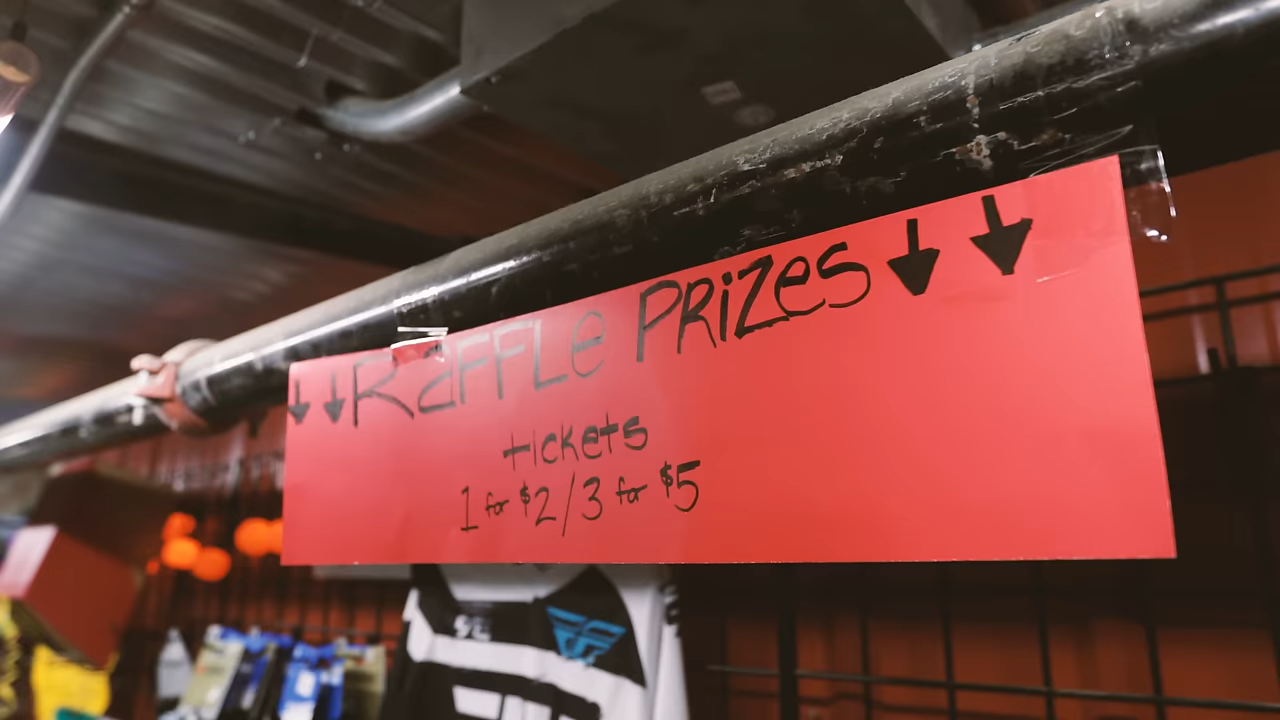 ↓↓ RaFFLe PRiZes ↓↓
tickets
1 for $2/3 for $5